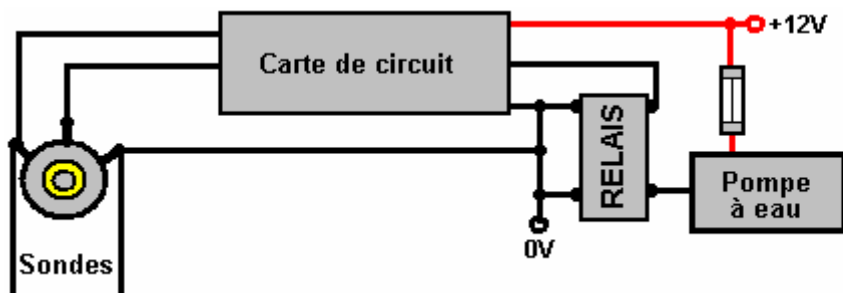 +12V
Carte de circuit
RELAIS
Pompe
à eau
0V
Sondes